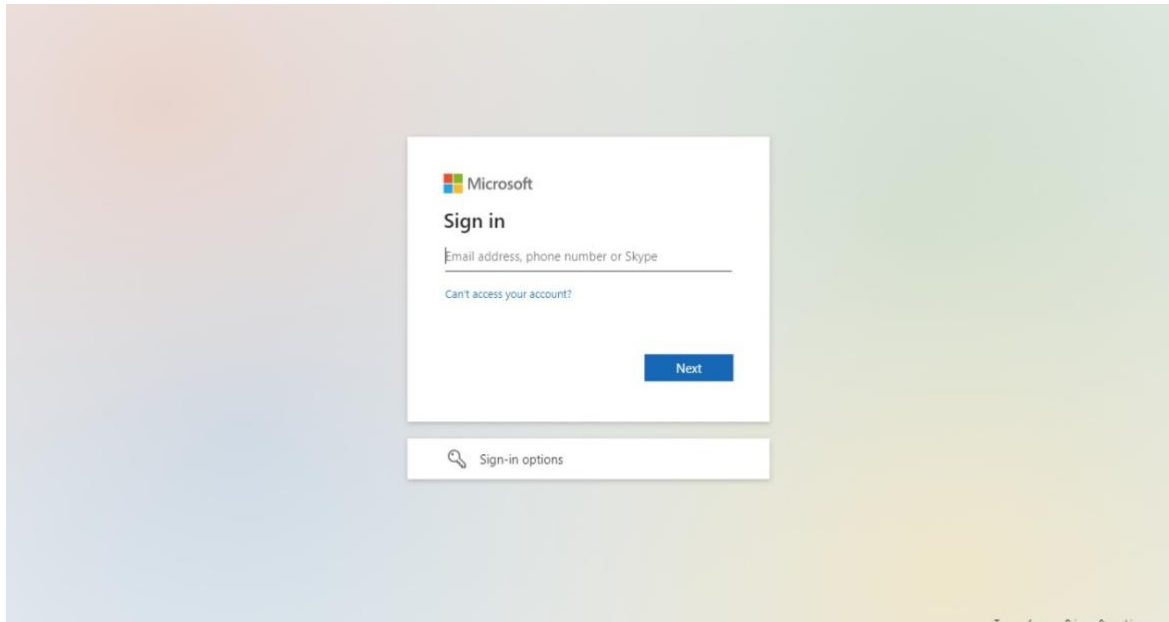 Microsoft
Sign in
Email address, phone number or Skype
Can't access your account?
Next
Sign-in options